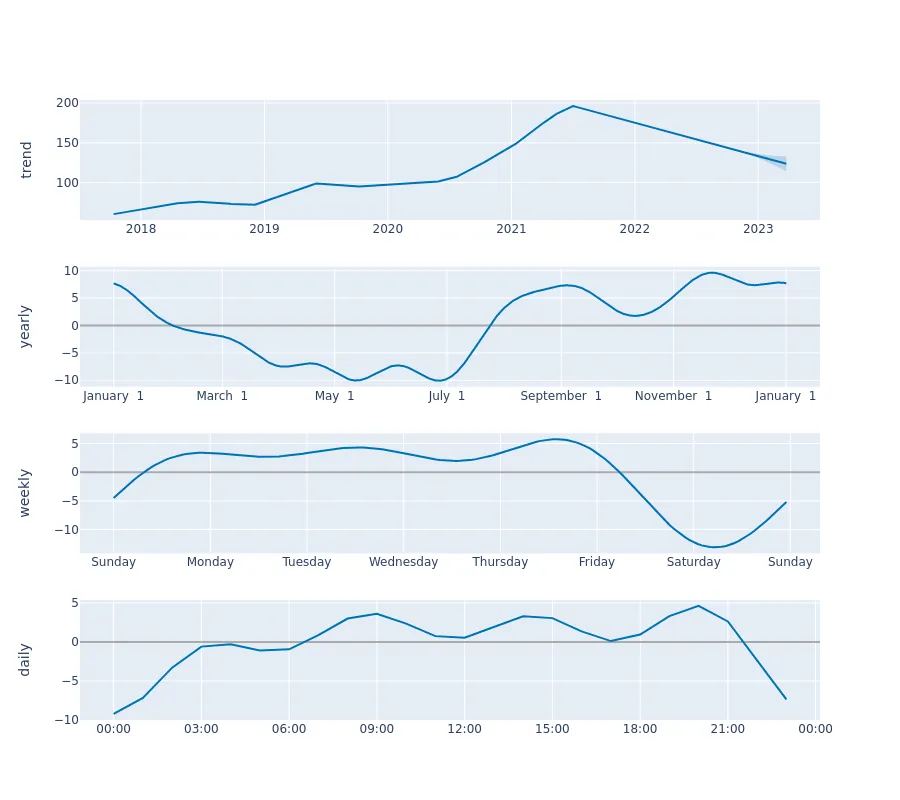 trend
200
150
100
2018 2019 2020 2021 2022 2023
yearly
10
5
0
−5
−10
January 1 March 1 May 1 July 1 September 1 November 1 January 1
weekly
5
0
−5
−10
Sunday Monday Tuesday Wednesday Thursday Friday Saturday Sunday
daily
5
0
−5
−10
00:00 03:00 06:00 09:00 12:00 15:00 18:00 21:00 00:00